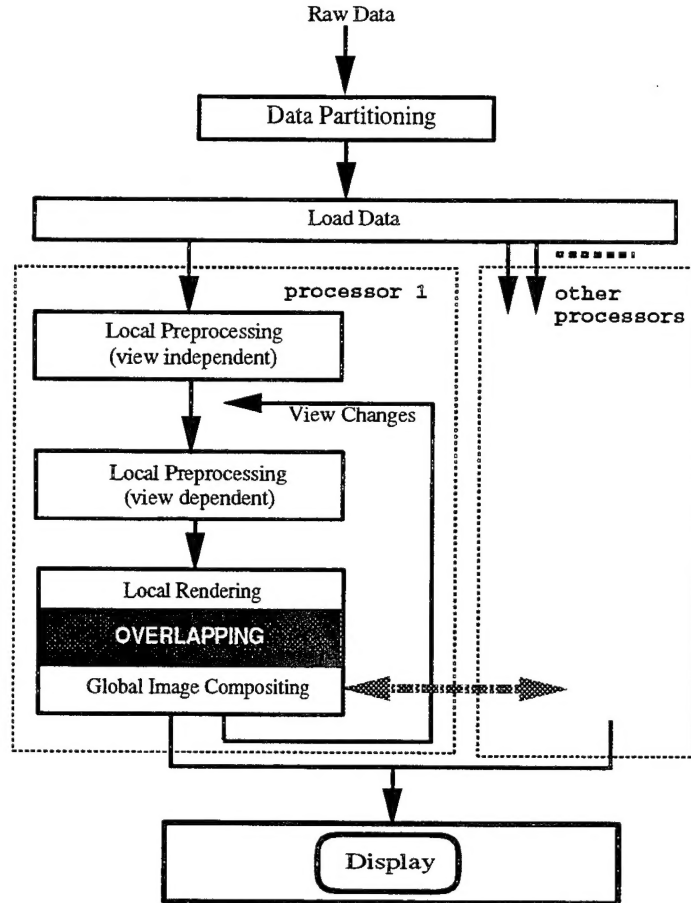 Raw Data
Data Partitioning
Load Data
processor 1
other
processors
Local Preprocessing
(view independent)
View Changes
Local Preprocessing
(view dependent)
Local Rendering
OVERLAPPING
Global Image Compositing
Display